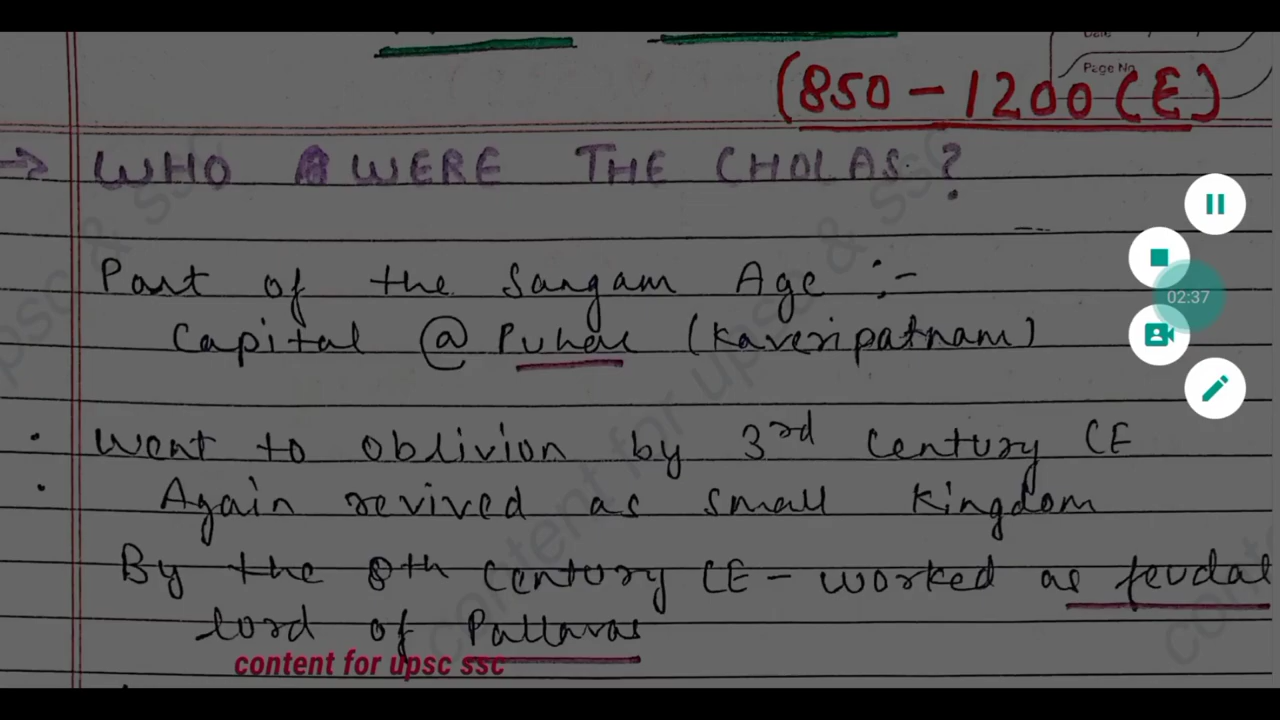 Page No.
(850 - 1200 CE)
→ WHO WERE THE CHOLAS ?
Part of the Sangam Age :-
Capital @ Puhar (Kaveripatnam)
02:37
• Went to oblivion by 3rd Century CE
• Again revived as small Kingdom
By the 8th Century CE - worked as feudal
lord of Pallavas
content for upsc ssc